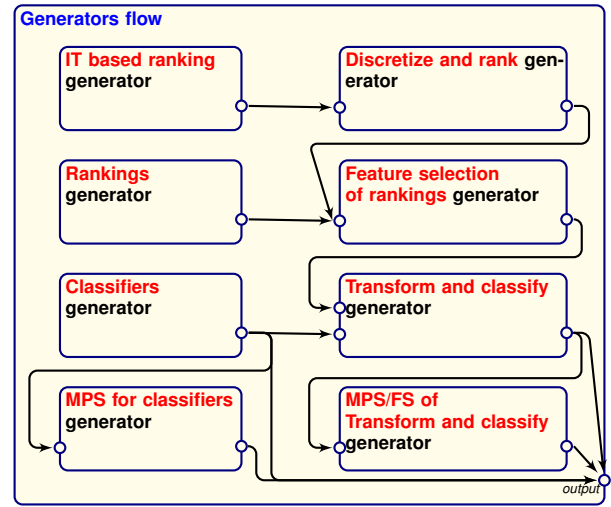 Generators flow
IT based ranking
generator
Discretize and rank gen-
erator
Rankings
generator
Feature selection
of rankings generator
Classifiers
generator
Transform and classify
generator
MPS for classifiers
generator
MPS/FS of
Transform and classify
generator
output